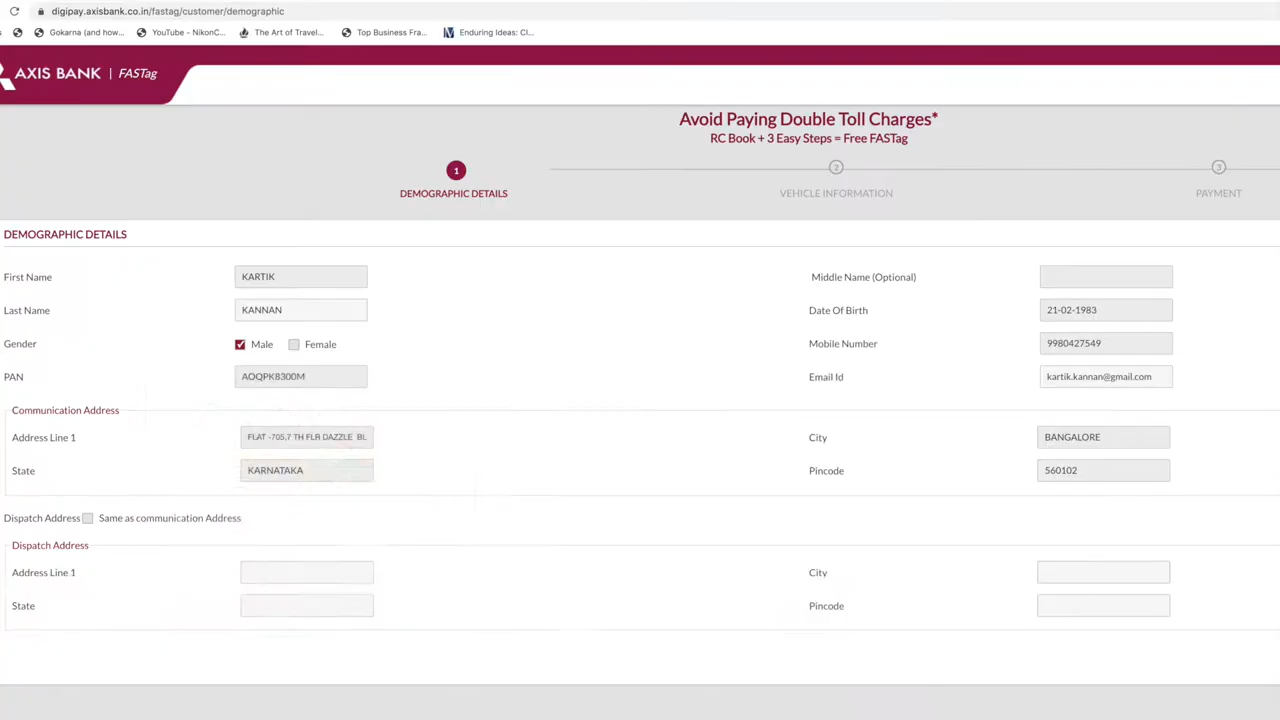 digipay.axisbank.co.in/fastag/customer/demographic
Gokarna (and how... YouTube - NikonC... The Art of Travel... Top Business Fra... Enduring Ideas: Cl...
AXIS BANK | FASTag
Avoid Paying Double Toll Charges*
RC Book + 3 Easy Steps = Free FASTag
1 2 3
DEMOGRAPHIC DETAILS VEHICLE INFORMATION PAYMENT
DEMOGRAPHIC DETAILS
First Name KARTIK Middle Name (Optional)
Last Name KANNAN Date Of Birth 21-02-1983
Gender Male Female Mobile Number 9980427549
PAN AOQPK8300M Email Id kartik.kannan@gmail.com
Communication Address
Address Line 1 FLAT -705,7 TH FLR DAZZLE BL City BANGALORE
State KARNATAKA Pincode 560102
Dispatch Address Same as communication Address
Dispatch Address
Address Line 1 City
State Pincode